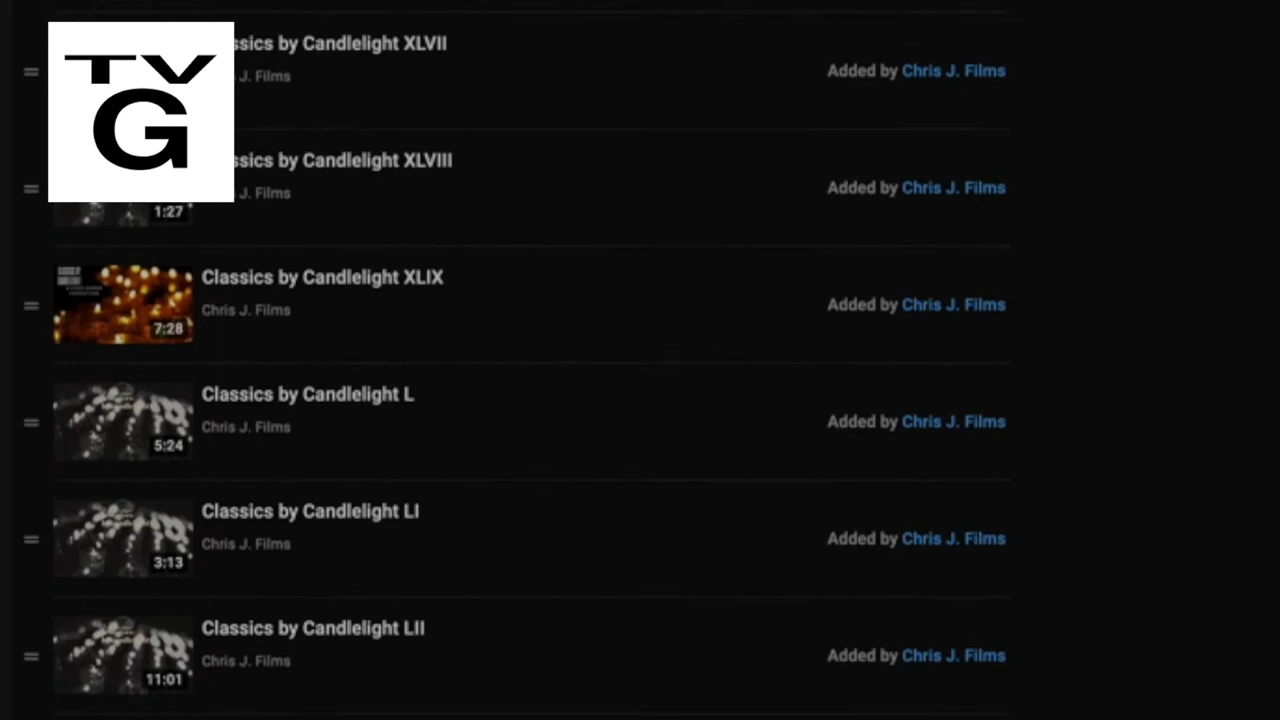 TV
G
ssics by Candlelight XLVII
J. Films
Added by Chris J. Films
ssics by Candlelight XLVIII
J. Films
1:27
Added by Chris J. Films
Classics by Candlelight XLIX
Chris J. Films
7:28
Added by Chris J. Films
Classics by Candlelight L
Chris J. Films
5:24
Added by Chris J. Films
Classics by Candlelight LI
Chris J. Films
3:13
Added by Chris J. Films
Classics by Candlelight LII
Chris J. Films
11:01
Added by Chris J. Films